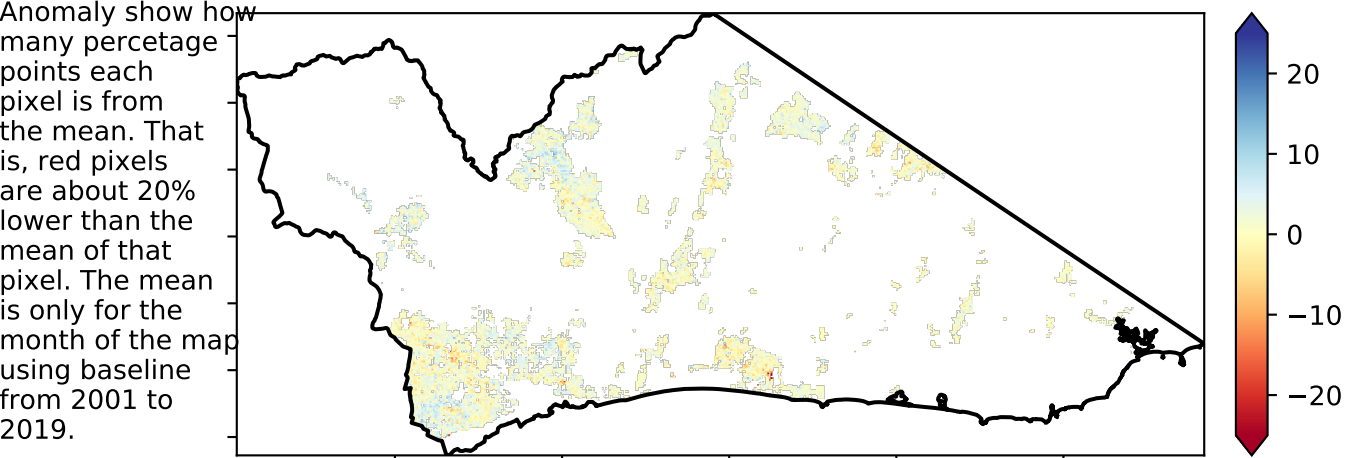 Anomaly show how
many percetage
points each
pixel is from
the mean. That
is, red pixels
are about 20%
lower than the
mean of that
pixel. The mean
is only for the
month of the map
using baseline
from 2001 to
2019.
20
10
0
−10
−20